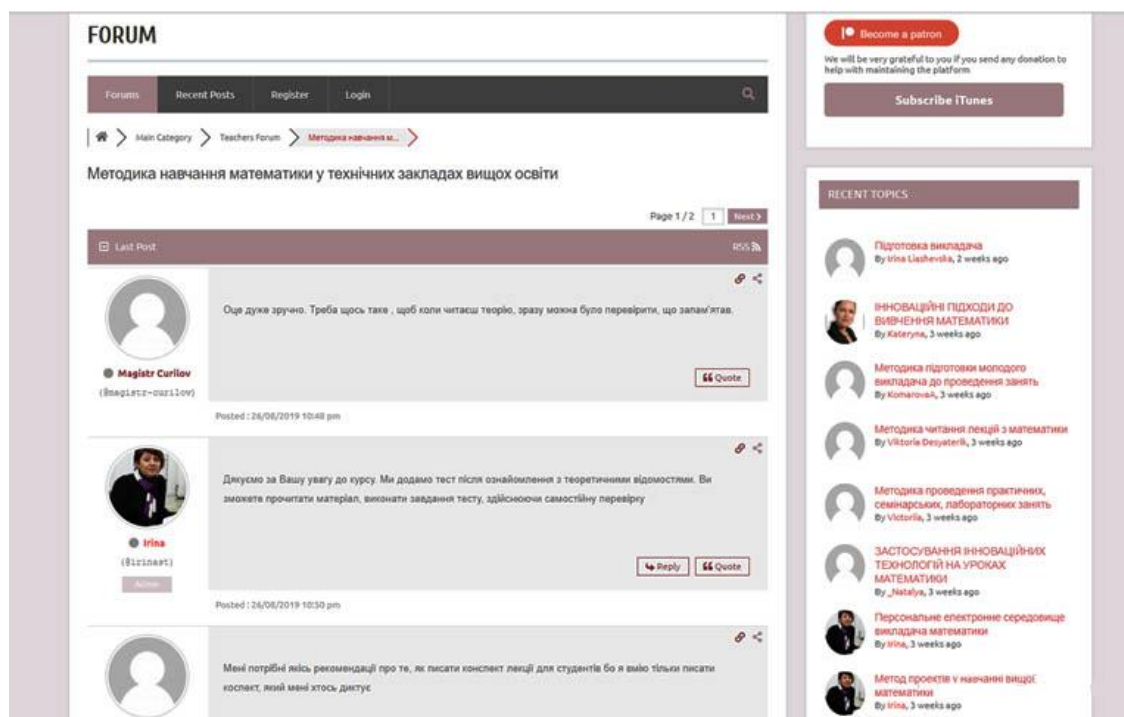 FORUM
Forums Recent Posts Register Login
Main Category Teachers Forum Методика навчання м...
Методика навчання математики у технічних закладах вищох освіти
Page 1 / 2 1 Next
Last Post RSS
Оце дуже зручно. Треба щось таке , щоб коли читаєш теорію, зразу можна було перевірити, що запам'ятав.
Magistr Curilov
(@magistr-curilov)
Quote
Posted : 26/08/2019 10:48 pm
Дякуємо за Вашу увагу до курсу. Ми додамо тест після ознайомлення з теоретичними відомостями. Ви
зможете прочитати матеріал, виконати завдання тесту, здійснюючи самостійну перевірку
Irina
(@irinast)
Admin
Reply Quote
Posted : 26/08/2019 10:50 pm
Мені потрібні якісь рекомендації про те, як писати конспект лекції для студентів бо я вмію тільки писати
коспект, який мені хтось диктує
Become a patron
We will be very grateful to you if you send any donation to
help with maintaining the platform
Subscribe iTunes
RECENT TOPICS
Підготовка викладача
By Irina Liashevska, 2 weeks ago
ІННОВАЦІЙНІ ПІДХОДИ ДО
ВИВЧЕННЯ МАТЕМАТИКИ
By Kateryna, 3 weeks ago
Методика підготовки молодого
викладача до проведення занять
By KomarovaA, 3 weeks ago
Методика читання лекцій з математики
By Viktoria Desyaterik, 3 weeks ago
Методика проведення практичних,
семінарських, лабораторних занять
By Victoriia, 3 weeks ago
ЗАСТОСУВАННЯ ІННОВАЦІЙНИХ
ТЕХНОЛОГІЙ НА УРОКАХ
МАТЕМАТИКИ
By _Natalya, 3 weeks ago
Персональне електронне середовище
викладача математики
By Irina, 3 weeks ago
Метод проектів у навчанні вищої
математики
By Irina, 3 weeks ago